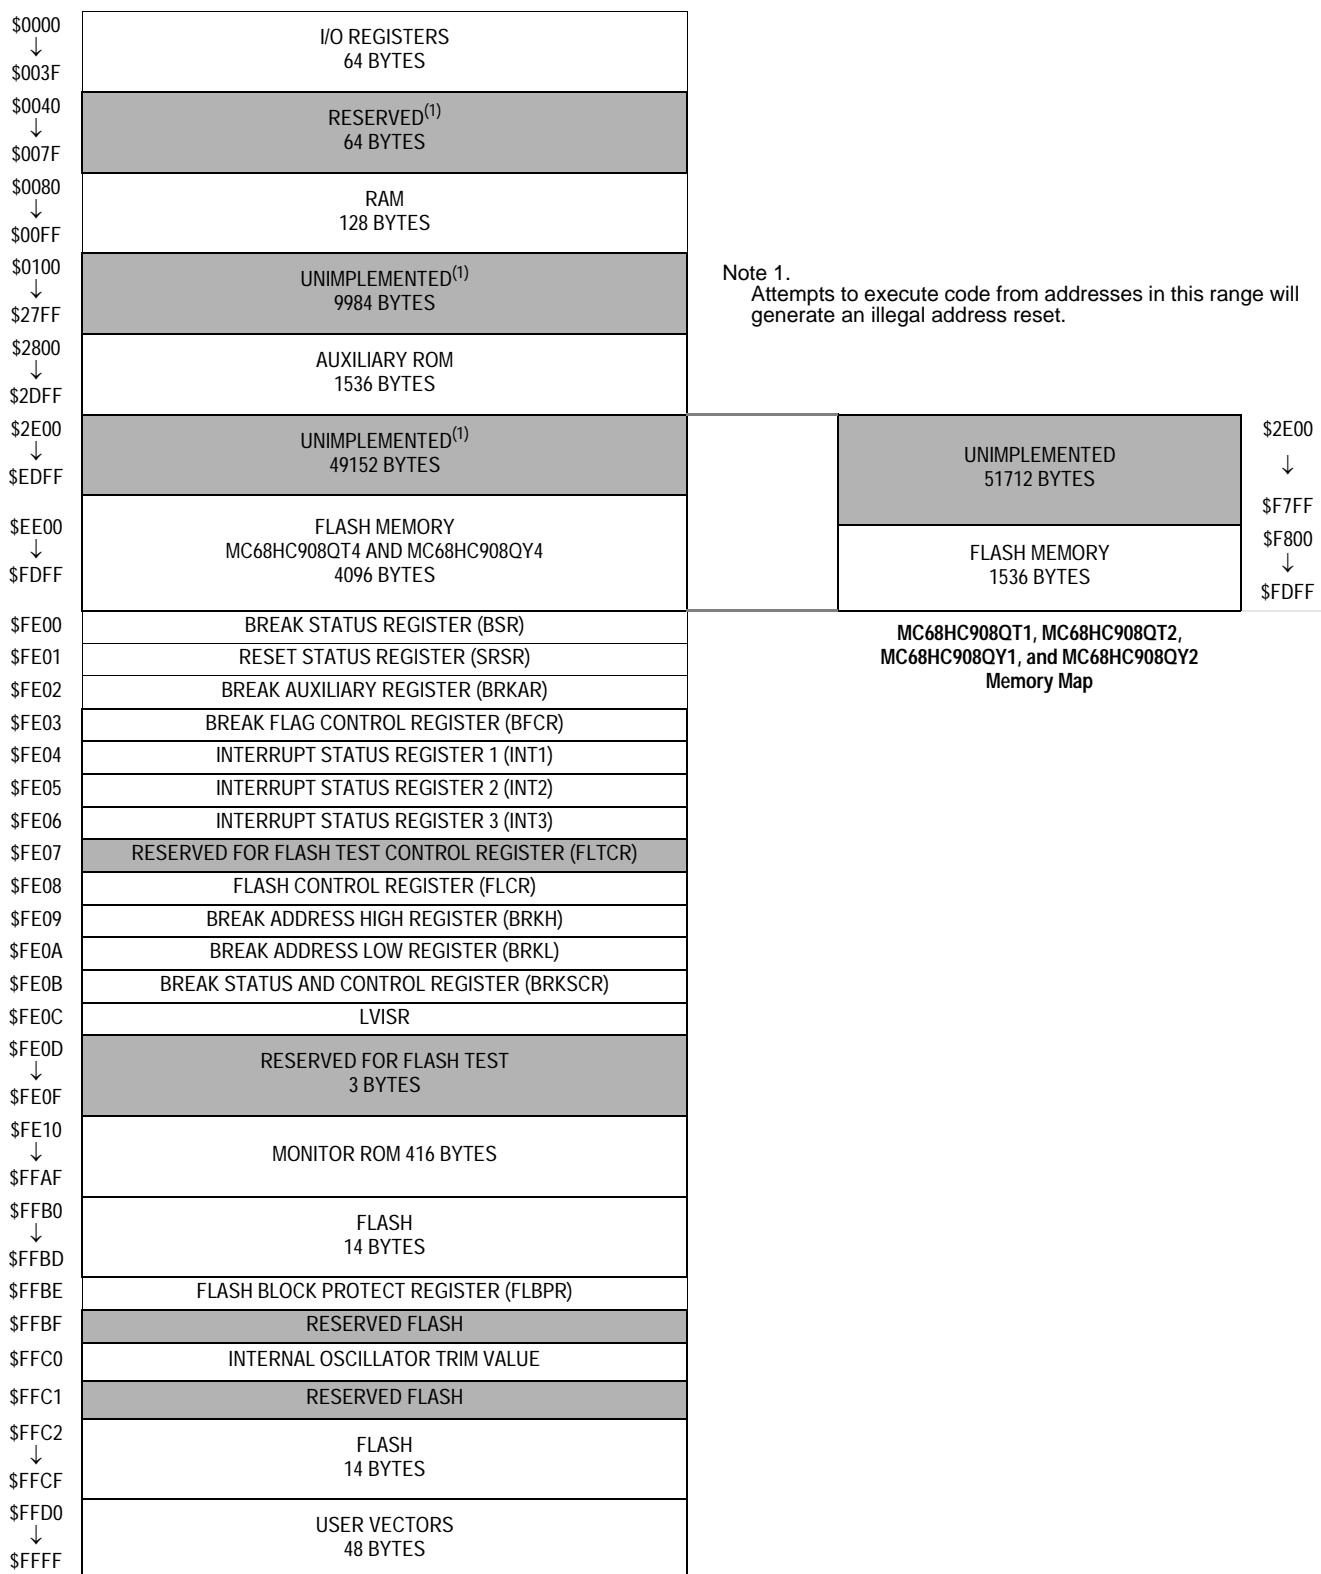 $0000
↓
$003F
I/O REGISTERS
64 BYTES
$0040
↓
$007F
RESERVED(1)
64 BYTES
$0080
↓
$00FF
RAM
128 BYTES
$0100
↓
$27FF
UNIMPLEMENTED(1)
9984 BYTES
Note 1.
Attempts to execute code from addresses in this range will
generate an illegal address reset.
$2800
↓
$2DFF
AUXILIARY ROM
1536 BYTES
$2E00
↓
$EDFF
UNIMPLEMENTED(1)
49152 BYTES
UNIMPLEMENTED
51712 BYTES
$2E00
↓
$F7FF
$EE00
↓
$FDFF
FLASH MEMORY
MC68HC908QT4 AND MC68HC908QY4
4096 BYTES
FLASH MEMORY
1536 BYTES
$F800
↓
$FDFF
MC68HC908QT1, MC68HC908QT2,
MC68HC908QY1, and MC68HC908QY2
Memory Map
$FE00 BREAK STATUS REGISTER (BSR)
$FE01 RESET STATUS REGISTER (SRSR)
$FE02 BREAK AUXILIARY REGISTER (BRKAR)
$FE03 BREAK FLAG CONTROL REGISTER (BFCR)
$FE04 INTERRUPT STATUS REGISTER 1 (INT1)
$FE05 INTERRUPT STATUS REGISTER 2 (INT2)
$FE06 INTERRUPT STATUS REGISTER 3 (INT3)
$FE07 RESERVED FOR FLASH TEST CONTROL REGISTER (FLTCR)
$FE08 FLASH CONTROL REGISTER (FLCR)
$FE09 BREAK ADDRESS HIGH REGISTER (BRKH)
$FE0A BREAK ADDRESS LOW REGISTER (BRKL)
$FE0B BREAK STATUS AND CONTROL REGISTER (BRKSCR)
$FE0C LVISR
$FE0D
↓
$FE0F
RESERVED FOR FLASH TEST
3 BYTES
$FE10
↓
$FFAF
MONITOR ROM 416 BYTES
$FFB0
↓
$FFBD
FLASH
14 BYTES
$FFBE FLASH BLOCK PROTECT REGISTER (FLBPR)
$FFBF RESERVED FLASH
$FFC0 INTERNAL OSCILLATOR TRIM VALUE
$FFC1 RESERVED FLASH
$FFC2
↓
$FFCF
FLASH
14 BYTES
$FFD0
↓
$FFFF
USER VECTORS
48 BYTES